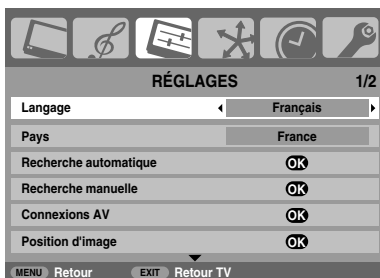 RÉGLAGES 1/2
Langage Français
Pays France
Recherche automatique OK
Recherche manuelle OK
Connexions AV OK
Position d'image OK
MENU Retour EXIT Retour TV